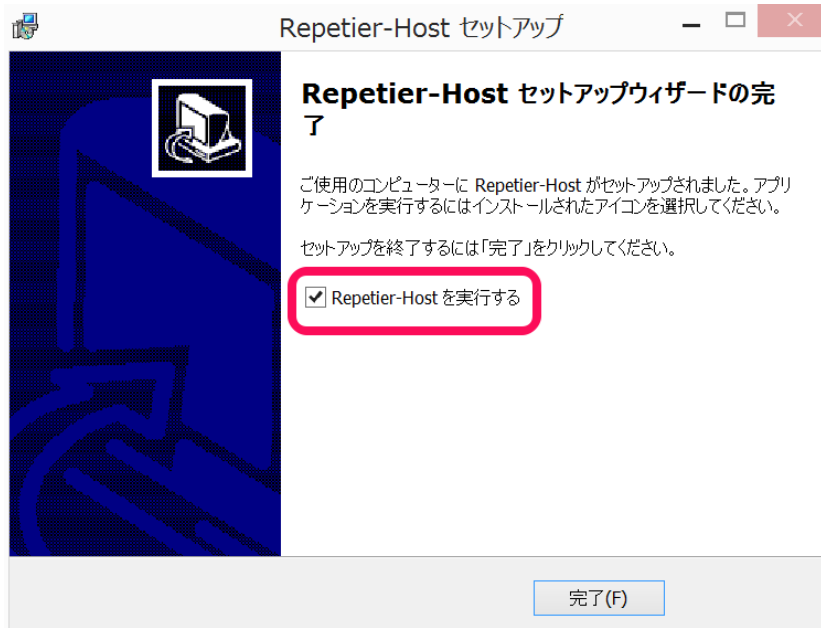 Repetier-Host セットアップ
Repetier-Host セットアップウィザードの完
了
ご使用のコンピューターに Repetier-Host がセットアップされました。アプリ
ケーションを実行するにはインストールされたアイコンを選択してください。
セットアップを終了するには「完了」をクリックしてください。
Repetier-Host を実行する
完了(F)